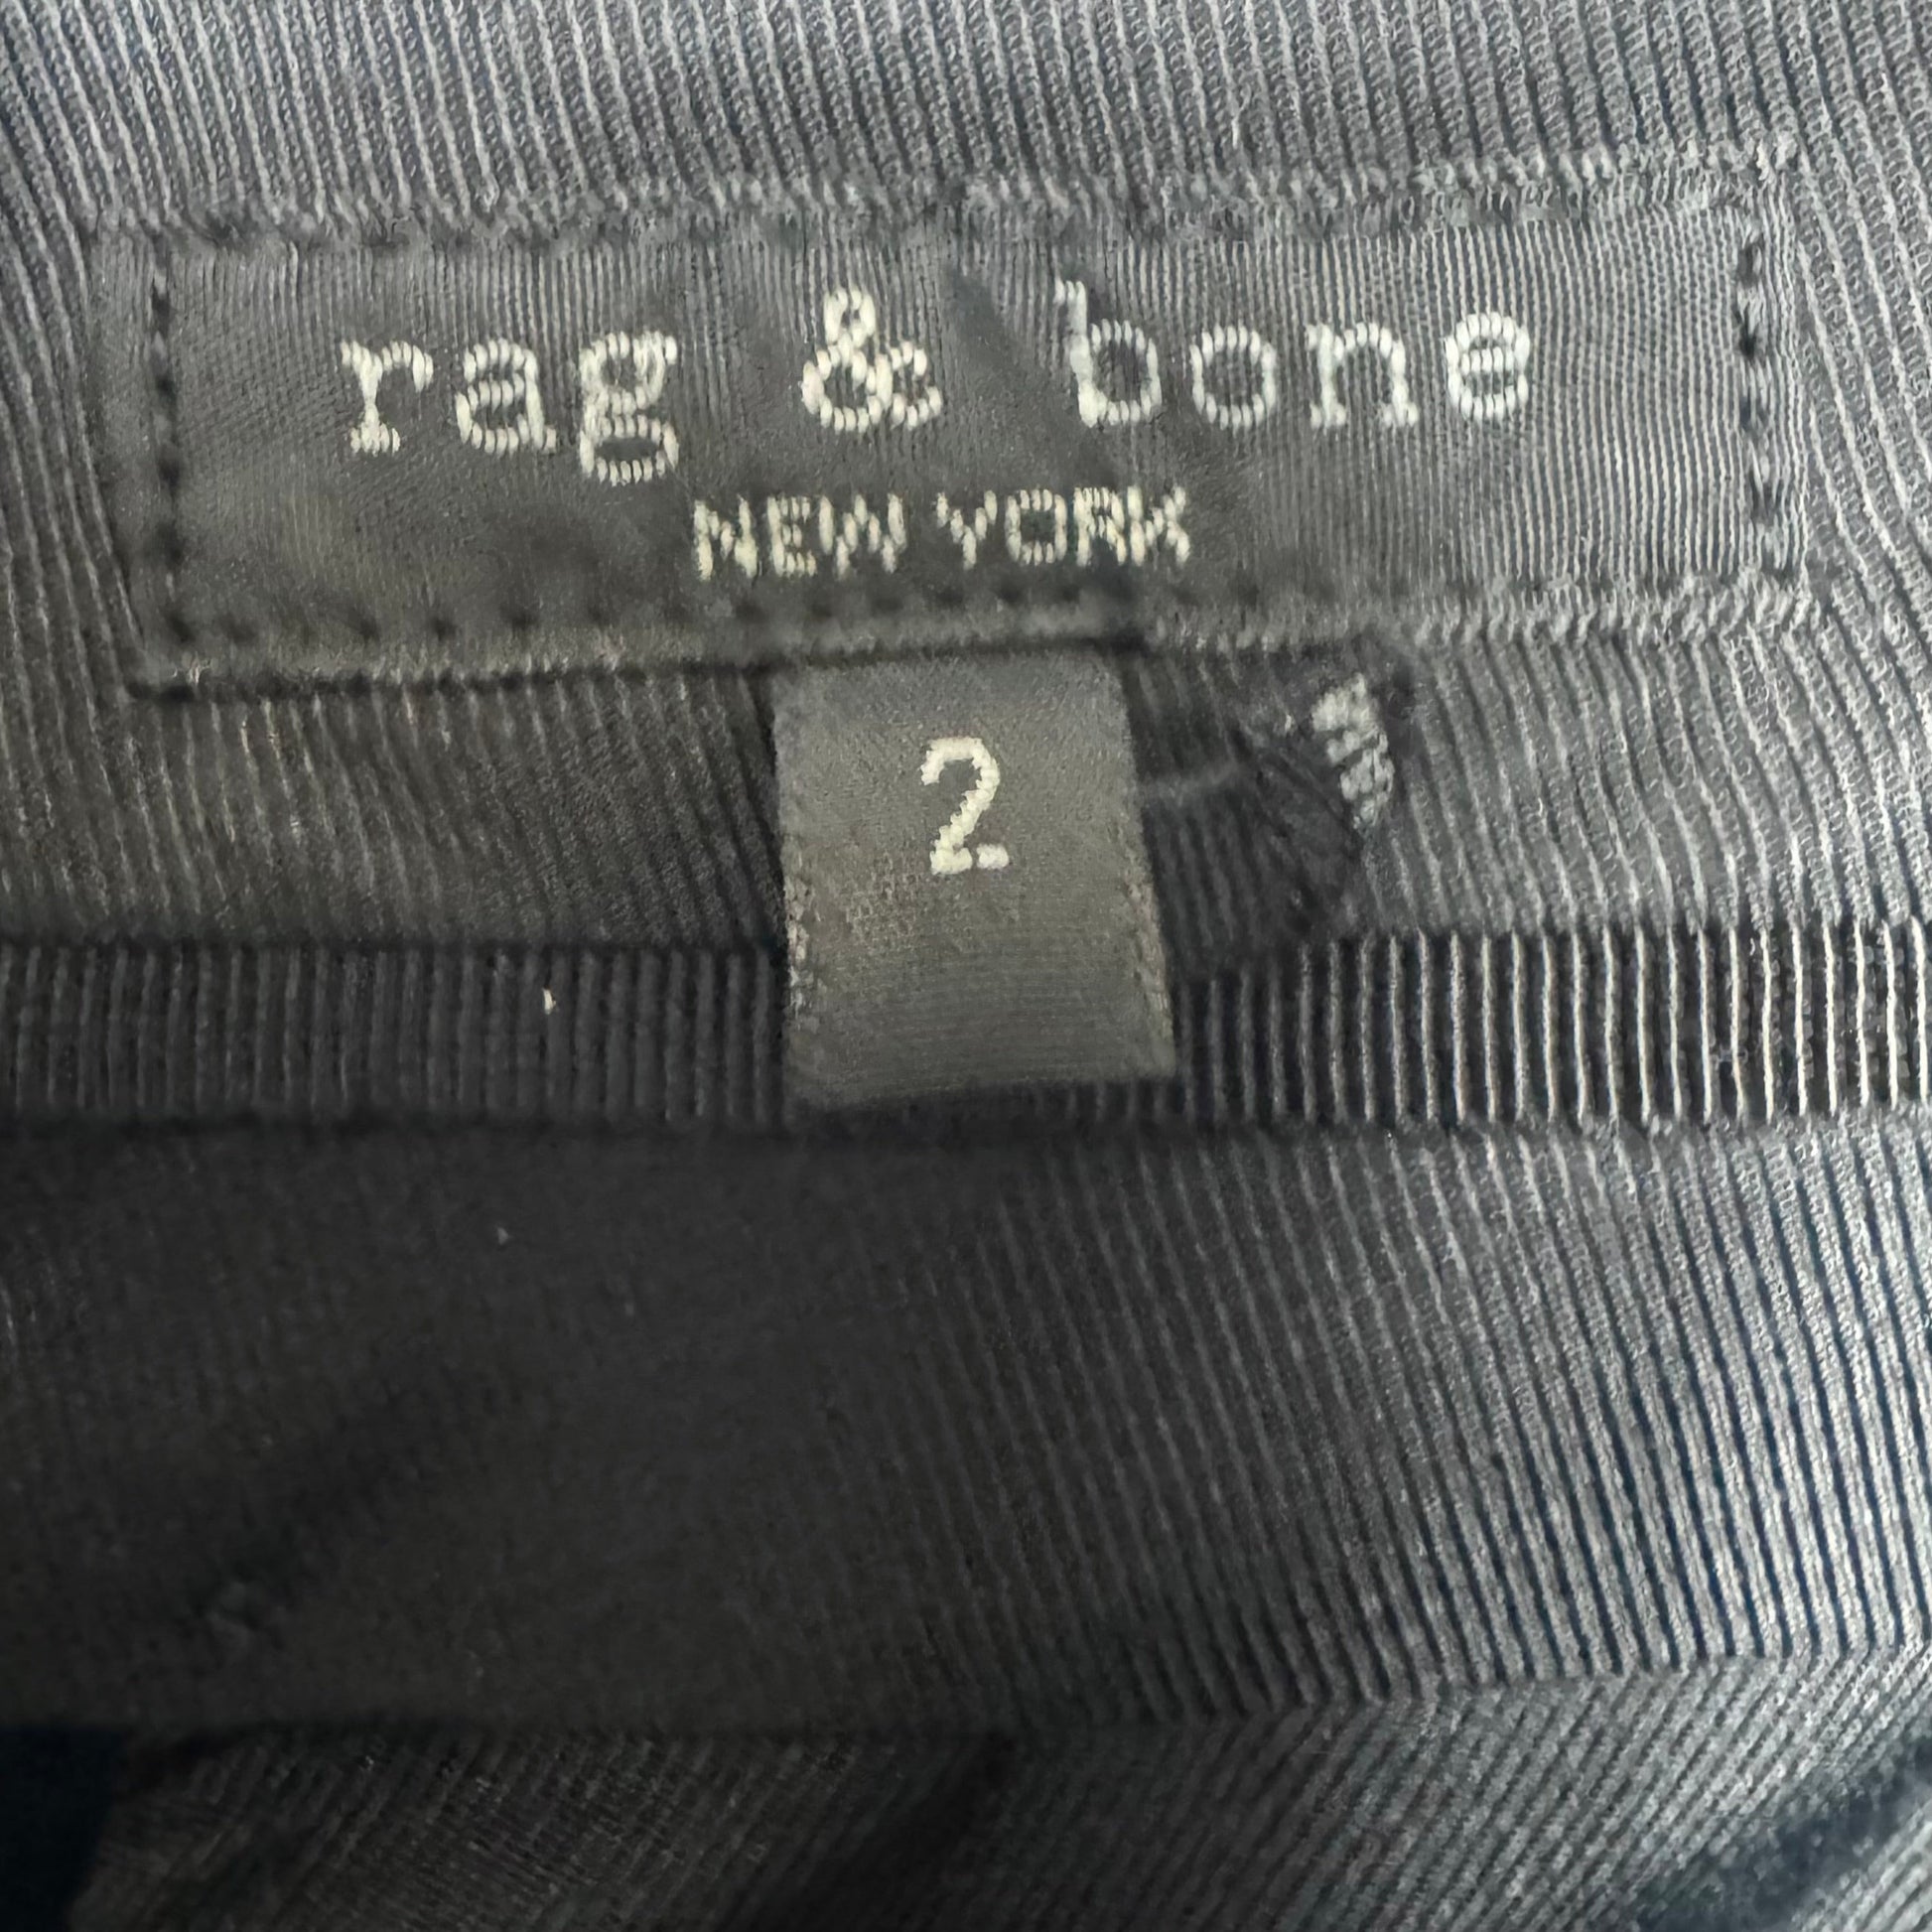 rag & bone
NEW YORK
2